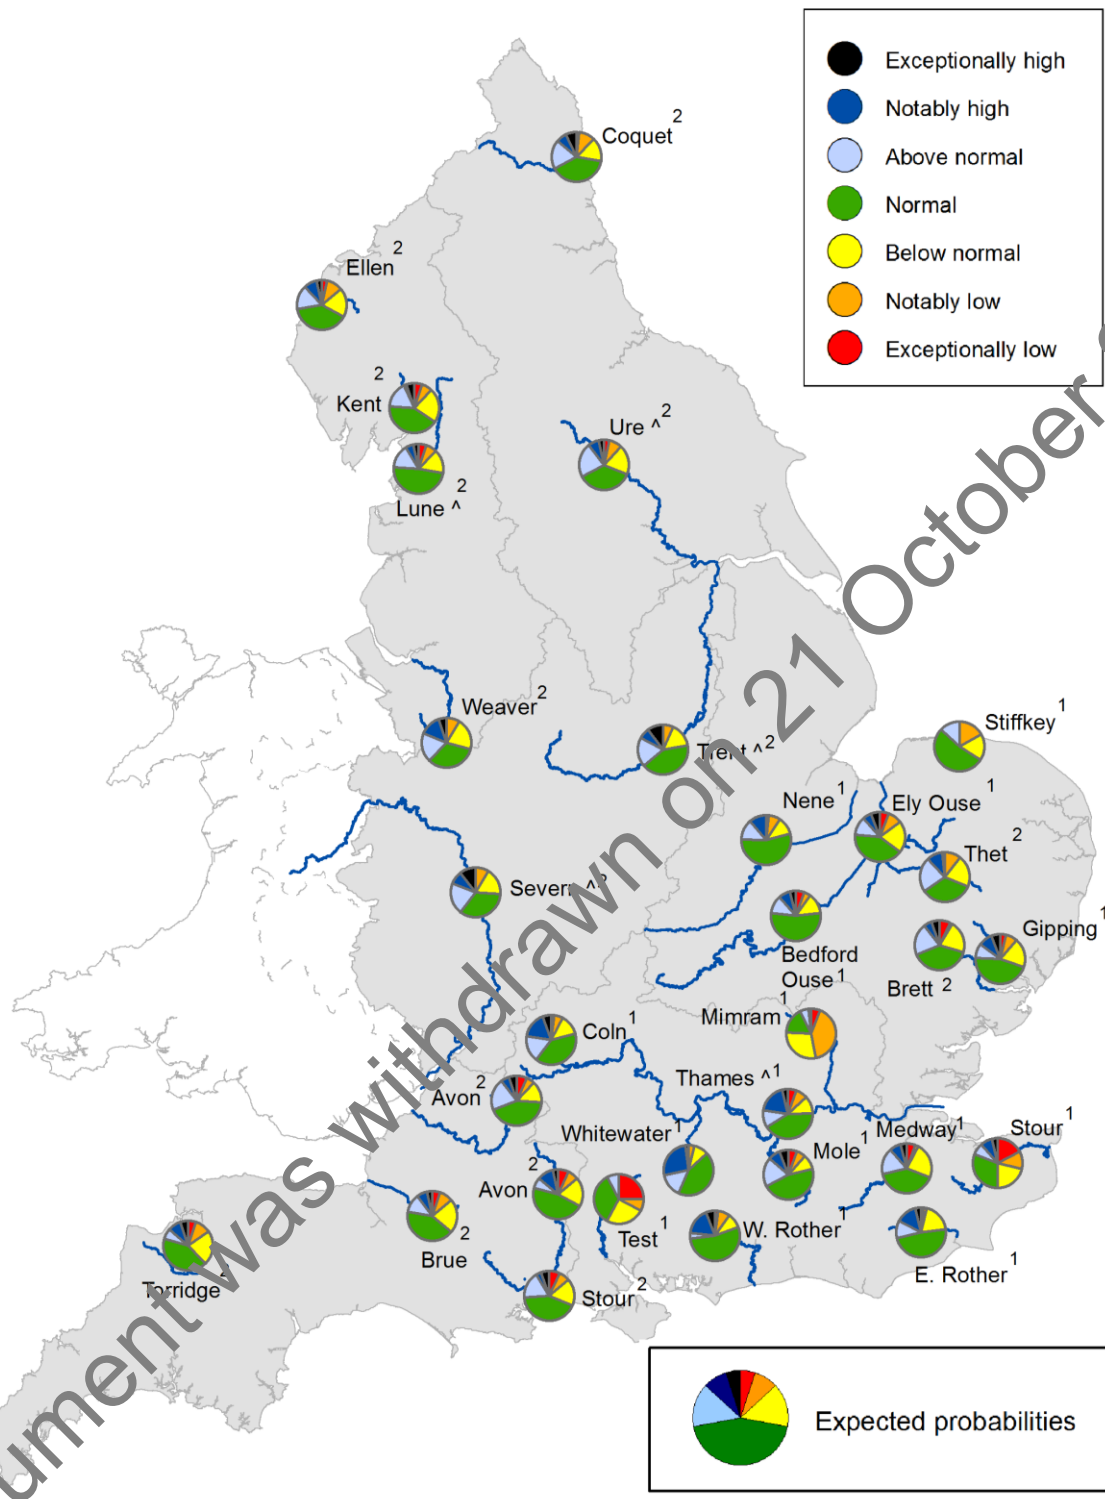 Exceptionally high
Notably high
Above normal
Normal
Below normal
Notably low
Exceptionally low
Coquet 2
Ellen 2
2
Kent
Ure ^ 2
2
Lune ^
Weaver 2
Trent ^ 2
Stiffkey 1
Nene 1
Ely Ouse 1
Thet 2
Severn ^ 2
Gipping 1
Bedford
Ouse 1
Brett 2
1
Mimram
Coln 1
Avon 2
Thames ^ 1
Whitewater 1
Mole 1
Medway 1
Stour 1
2
Avon
Test 1
W. Rother 1
E. Rother 1
2
Brue
Torridge 2
Stour 2
Expected probabilities
ument was withdrawn on 21 October